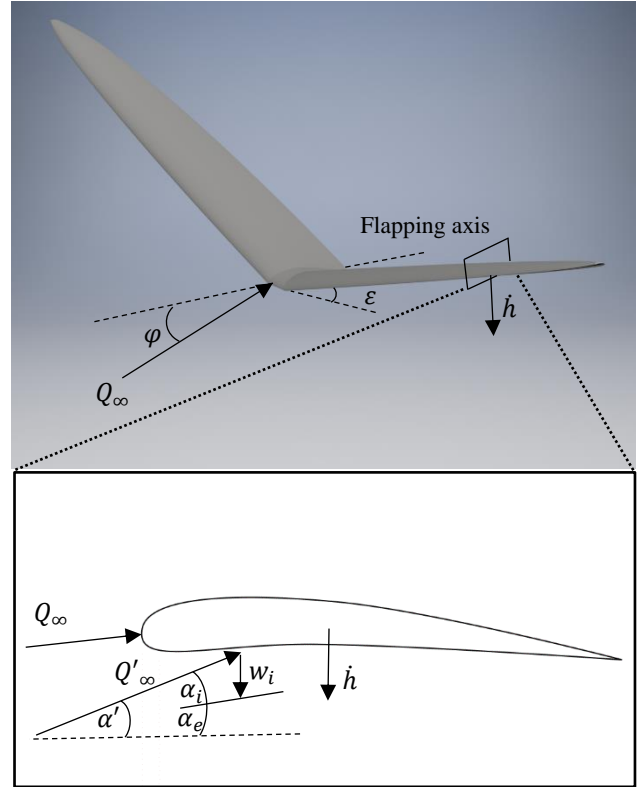 Flapping axis
ε
ḣ
φ
Q∞
Q∞
Q'∞
w_i
ḣ
α_i
α'
α_e